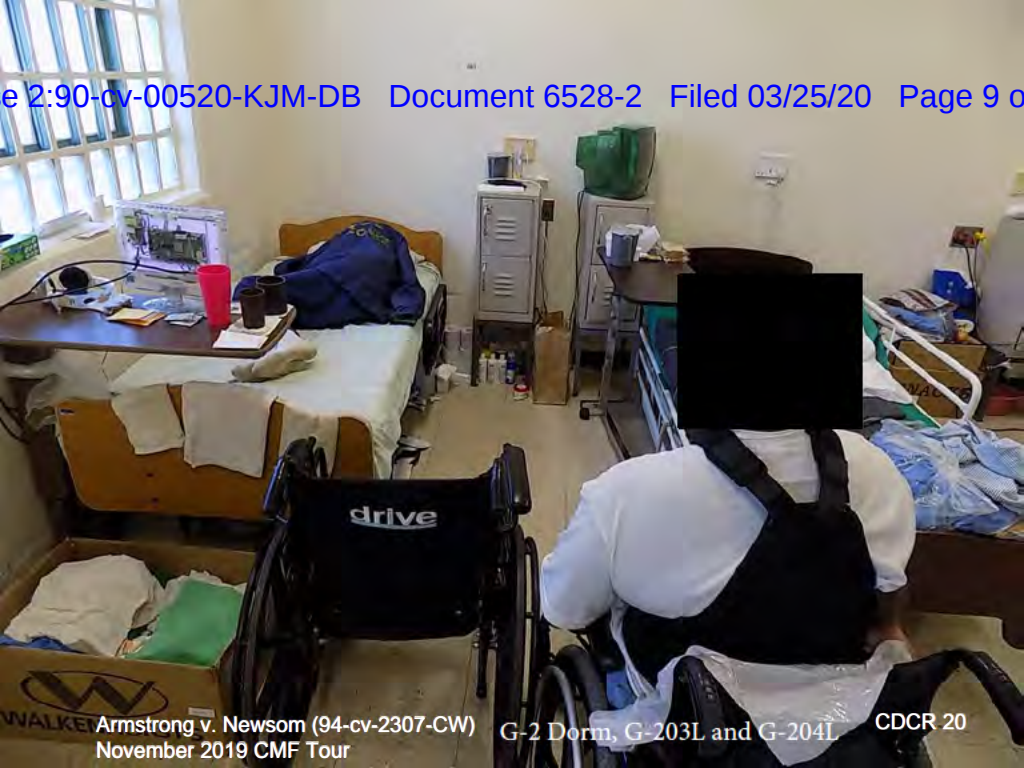 e 2:90-cv-00520-KJM-DB Document 6528-2 Filed 03/25/20 Page 9 o
drive
WALKE
Armstrong v. Newsom (94-cv-2307-CW)
November 2019 CMF Tour
G-2 Dorm, G-203L and G-204L
CDCR 20